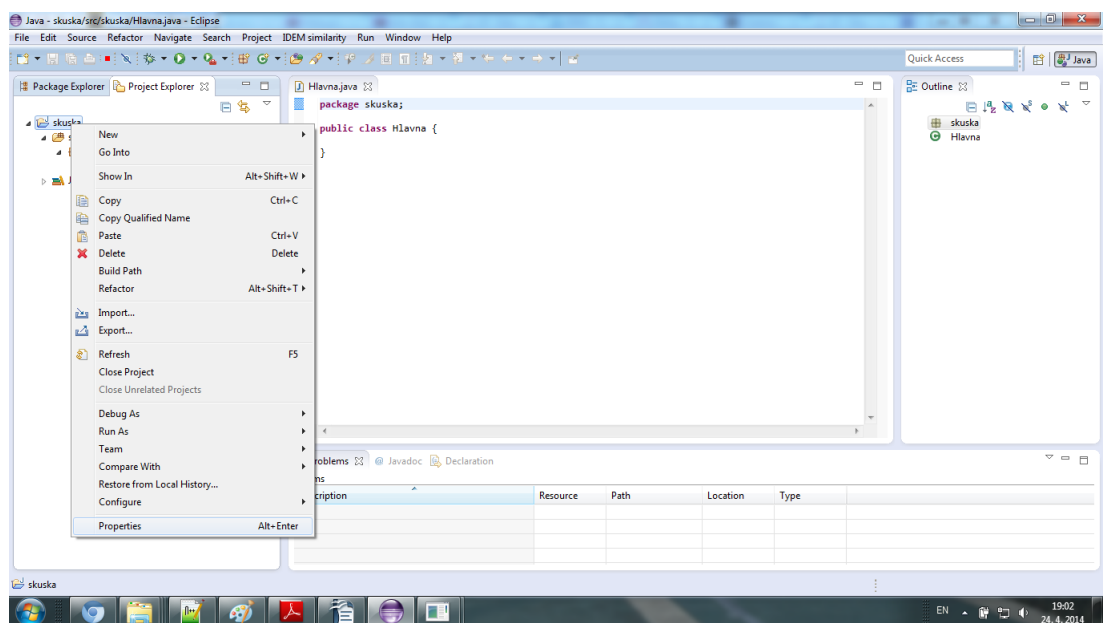 Java - skuska/src/skuska/Hlavna.java - Eclipse
File Edit Source Refactor Navigate Search Project IDEM similarity Run Window Help
Quick Access
Java
Package Explorer Project Explorer
Hlavna.java
Outline
skuska
package skuska;
public class Hlavna {
}
skuska
Hlavna
New
Go Into
Show In Alt+Shift+W
Copy Ctrl+C
Copy Qualified Name
Paste Ctrl+V
Delete Delete
Build Path
Refactor Alt+Shift+T
Import...
Export...
Refresh F5
Close Project
Close Unrelated Projects
Debug As
Run As
Team
Compare With
Restore from Local History...
Configure
Properties Alt+Enter
roblems @ Javadoc Declaration
ns
cription Resource Path Location Type
skuska
EN 19:02
24. 4. 2014